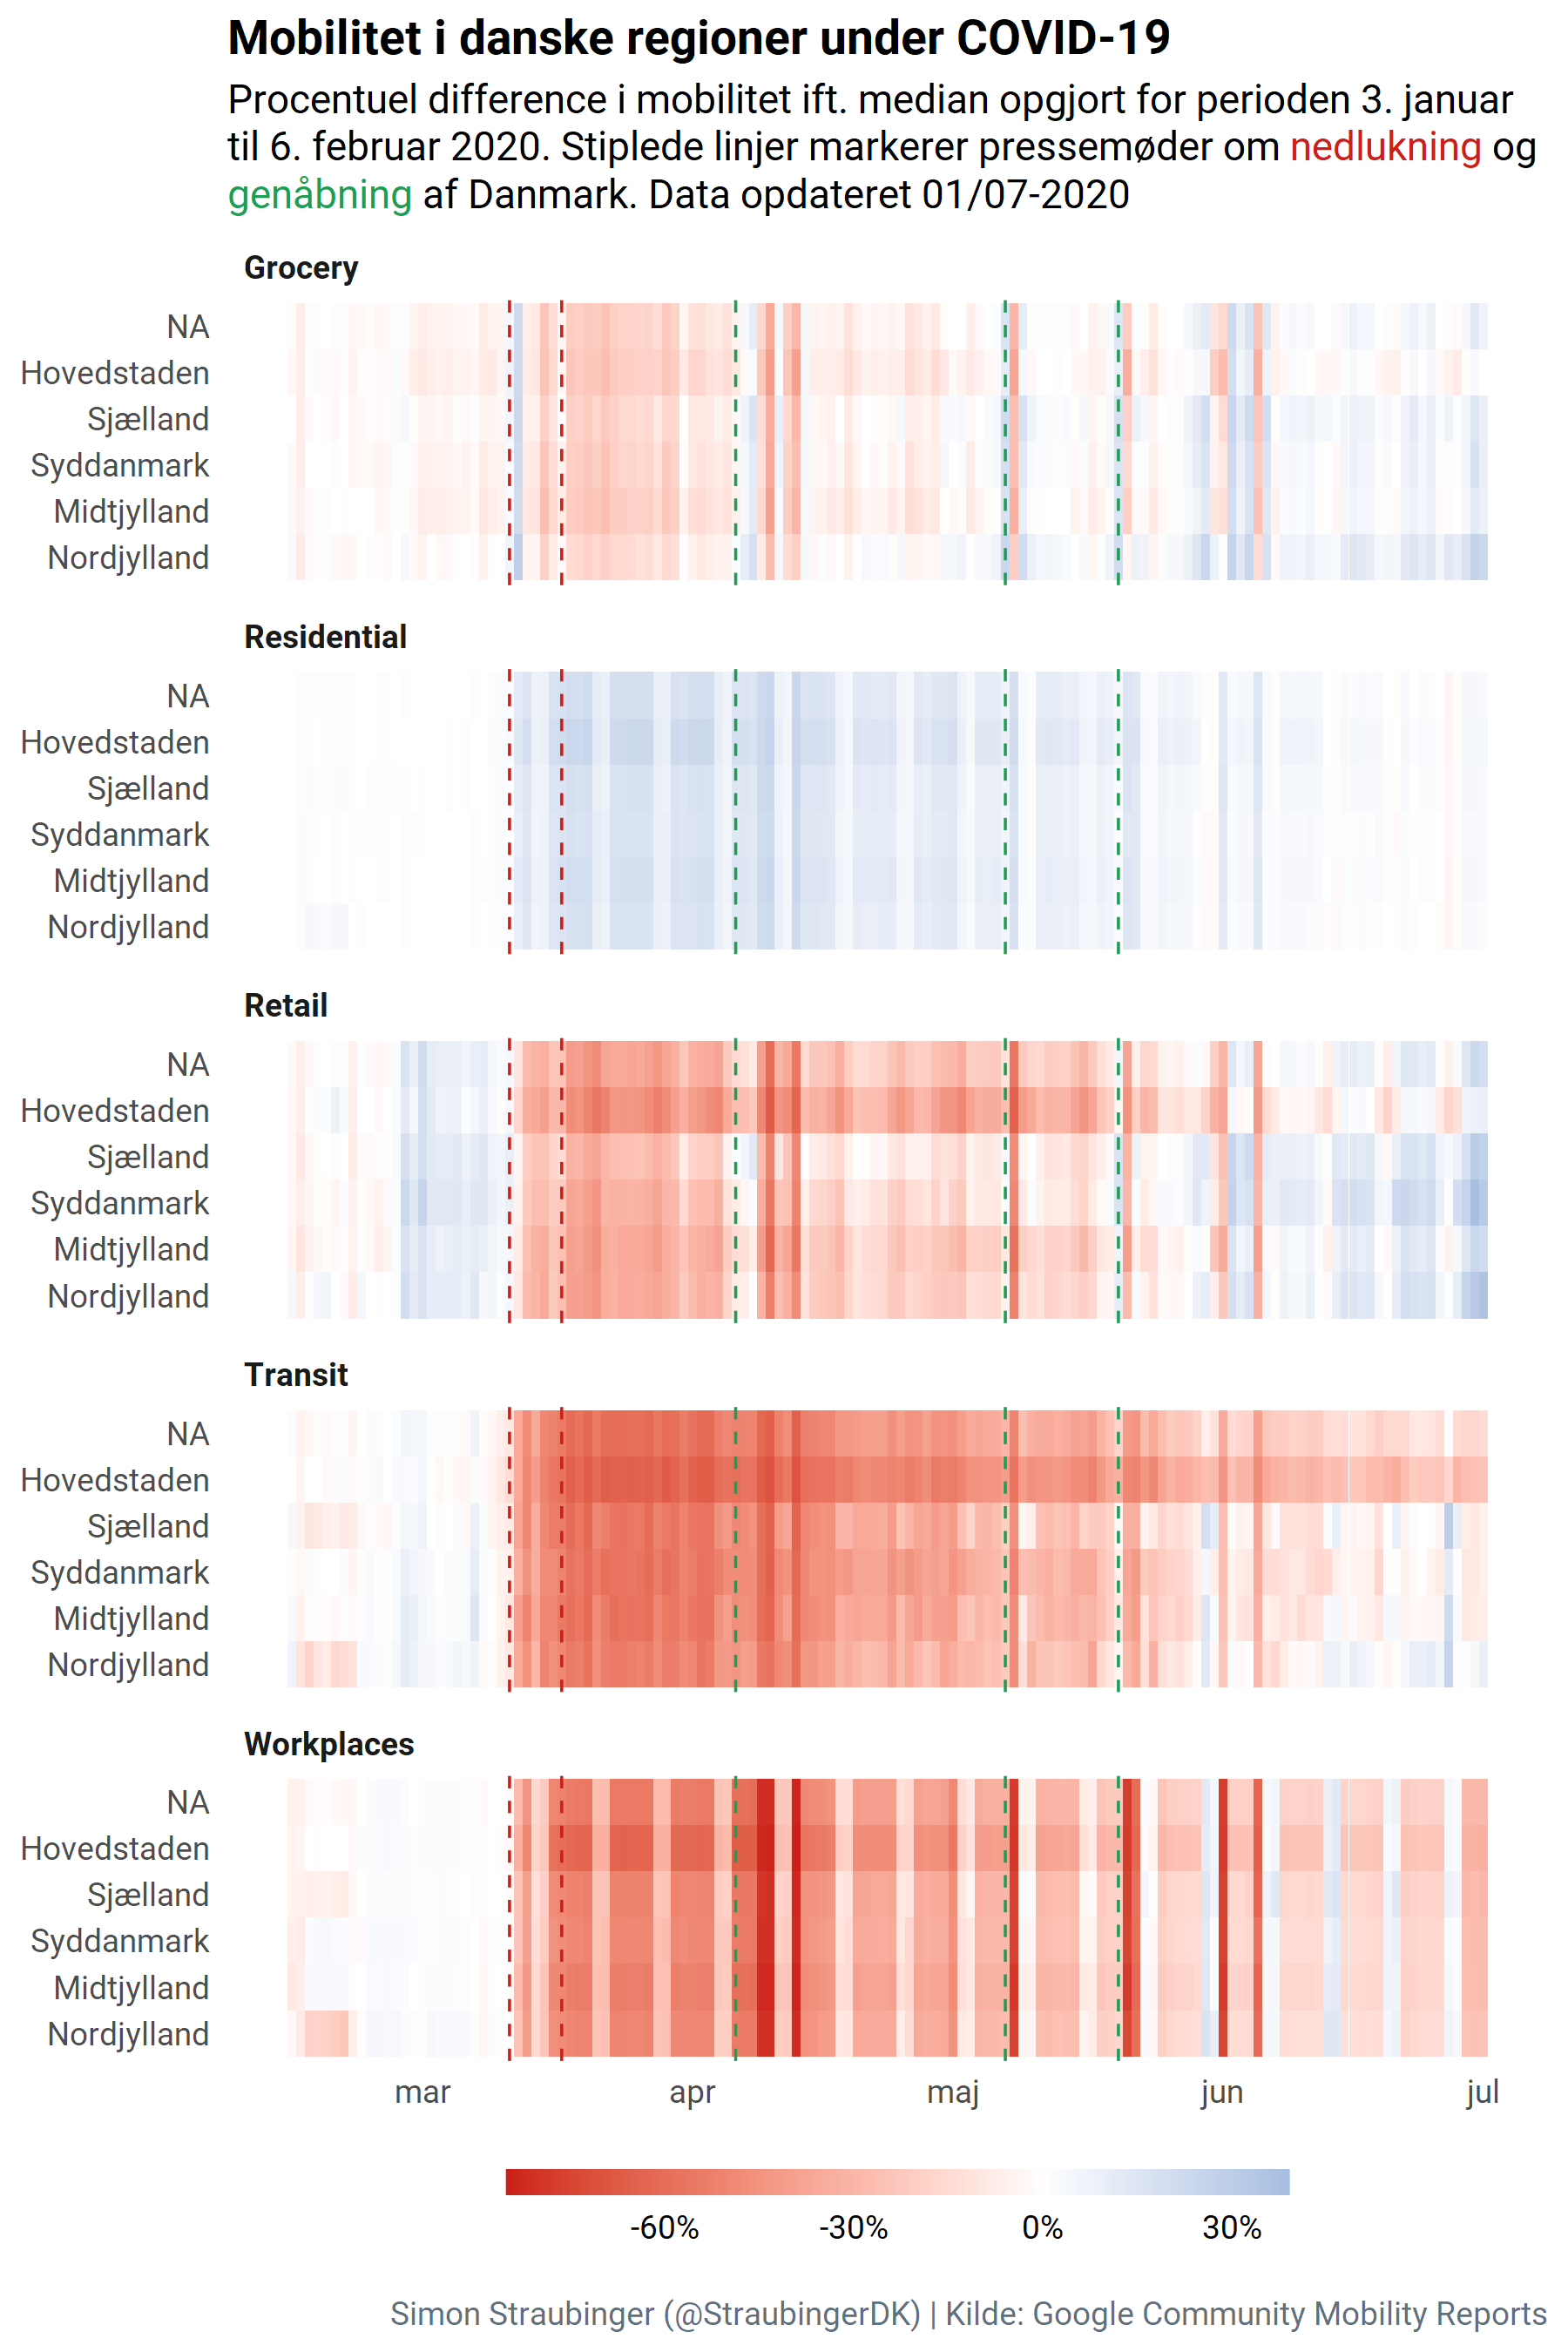 Mobilitet i danske regioner under COVID-19
Procentuel difference i mobilitet ift. median opgjort for perioden 3. januar
til 6. februar 2020. Stiplede linjer markerer pressemøder om nedlukning og
genåbning af Danmark. Data opdateret 01/07-2020
Grocery
NA
Hovedstaden
Sjælland
Syddanmark
Midtjylland
Nordjylland
Residential
NA
Hovedstaden
Sjælland
Syddanmark
Midtjylland
Nordjylland
Retail
NA
Hovedstaden
Sjælland
Syddanmark
Midtjylland
Nordjylland
Transit
NA
Hovedstaden
Sjælland
Syddanmark
Midtjylland
Nordjylland
Workplaces
NA
Hovedstaden
Sjælland
Syddanmark
Midtjylland
Nordjylland
mar apr maj jun jul
-60% -30% 0% 30%
Simon Straubinger (@StraubingerDK) | Kilde: Google Community Mobility Reports